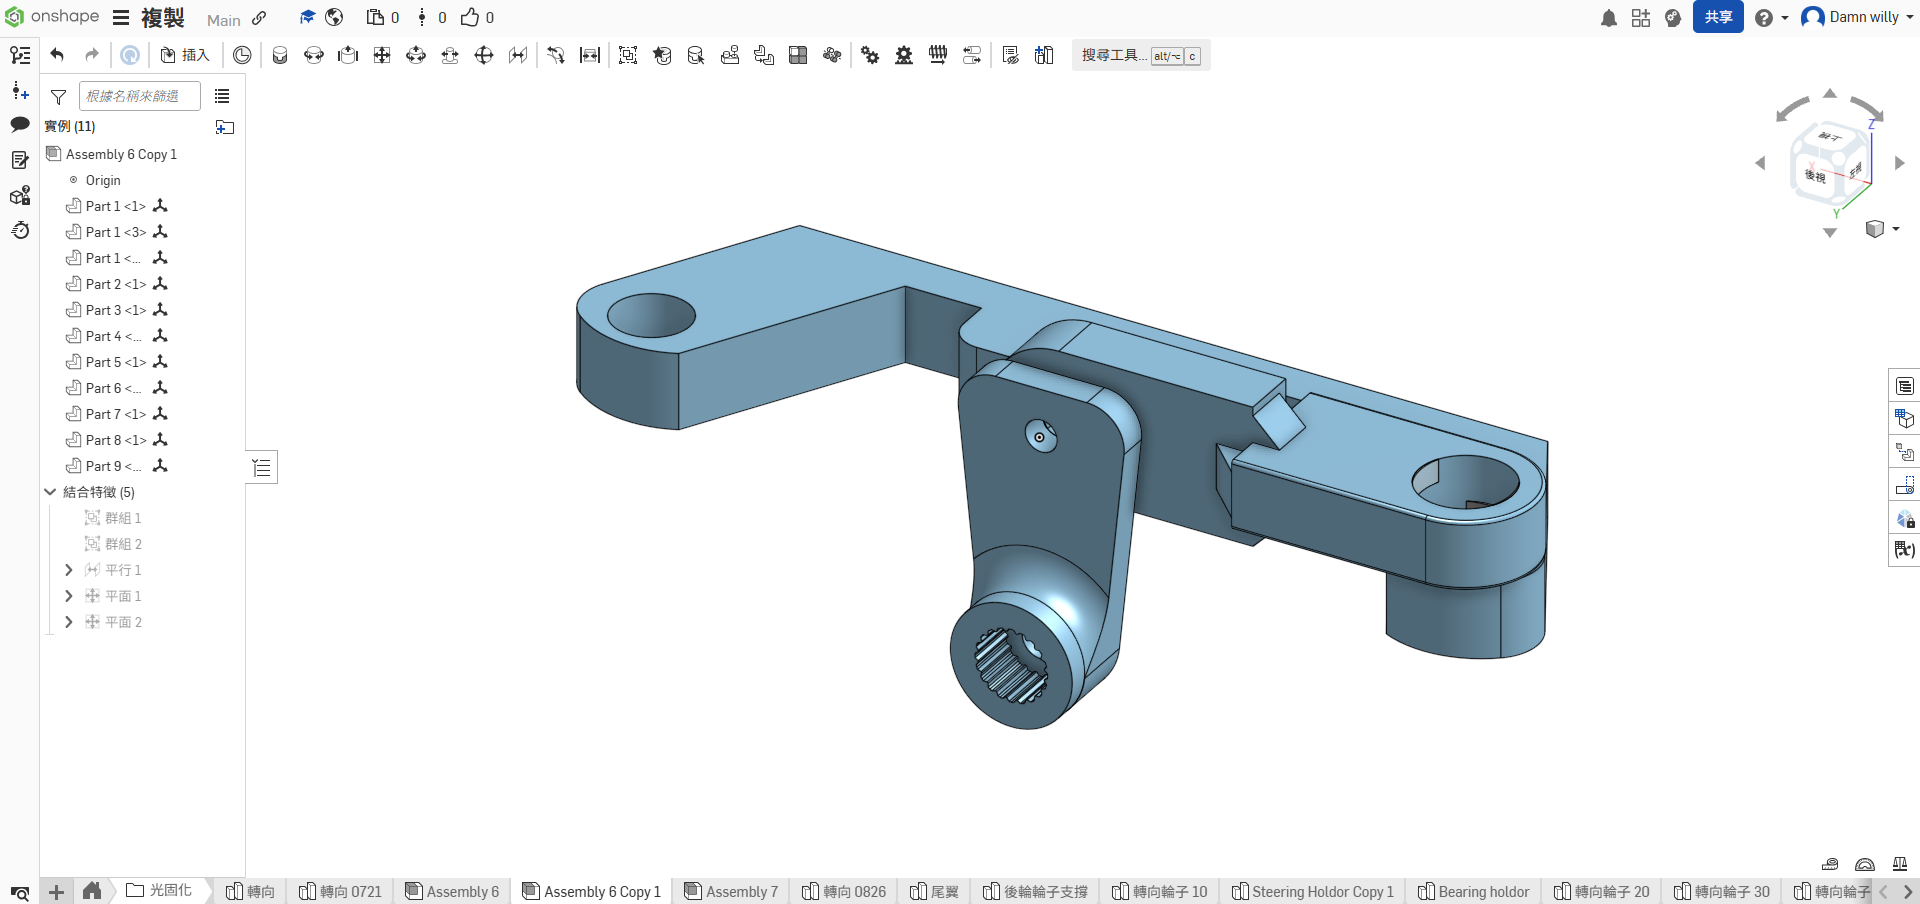 onshape
複製
Main
0
0
0
共享
Damn willy
插入
搜尋工具... alt/⌥ c
根據名稱來篩選
實例 (11)
Assembly 6 Copy 1
Origin
Part 1 <1>
Part 1 <3>
Part 1 <...
Part 2 <1>
Part 3 <1>
Part 4 <...
Part 5 <1>
Part 6 <...
Part 7 <1>
Part 8 <1>
Part 9 <...
結合特徵 (5)
群組 1
群組 2
平行 1
平面 1
平面 2
Z
X
後視
Y
光固化
轉向
轉向 0721
Assembly 6
Assembly 6 Copy 1
Assembly 7
轉向 0826
尾翼
後輪輪子支撐
轉向輪子 10
Steering Holdor Copy 1
Bearing holdor
轉向輪子 20
轉向輪子 30
轉向輪子